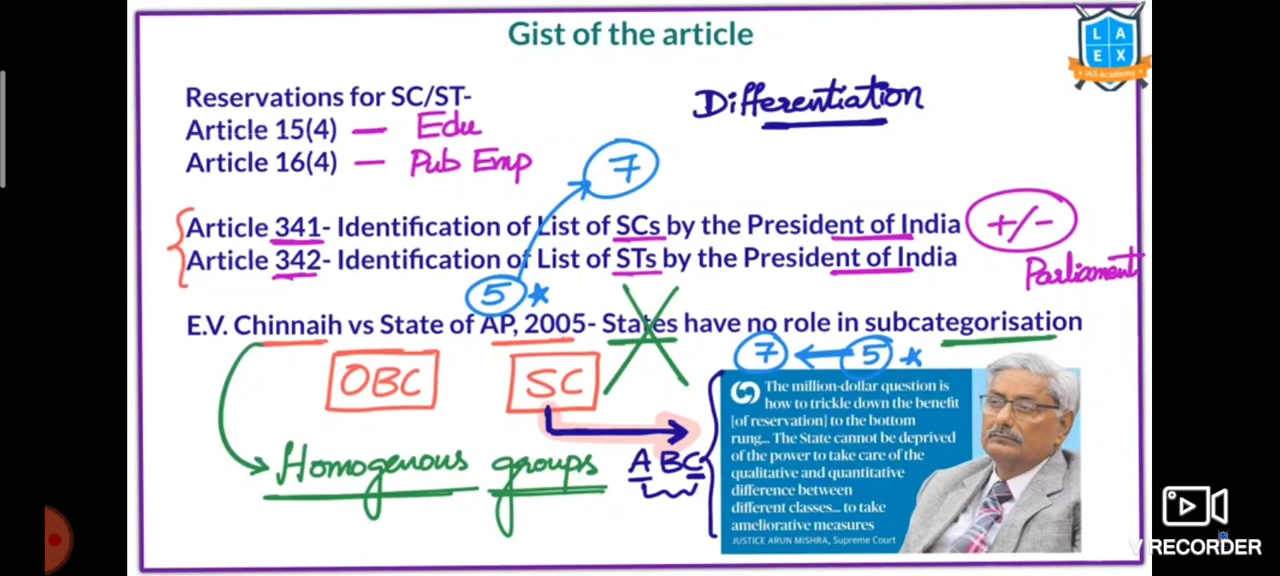 Gist of the article
L A
E X
IAS Academy
Reservations for SC/ST-
Differentiation
Article 15(4) — Edu
Article 16(4) — Pub Emp
7
Article 341- Identification of List of SCs by the President of India
+/-
Article 342- Identification of List of STs by the President of India
Parliament
5
E.V. Chinnaih vs State of AP, 2005- States have no role in subcategorisation
7 5
OBC SC
Homogenous groups
A BC
The million-dollar question is
how to trickle down the benefit
[of reservation] to the bottom
rung... The State cannot be deprived
of the power to take care of the
qualitative and quantitative
difference between
different classes... to take
ameliorative measures
JUSTICE ARUN MISHRA, Supreme Court
V RECORDER